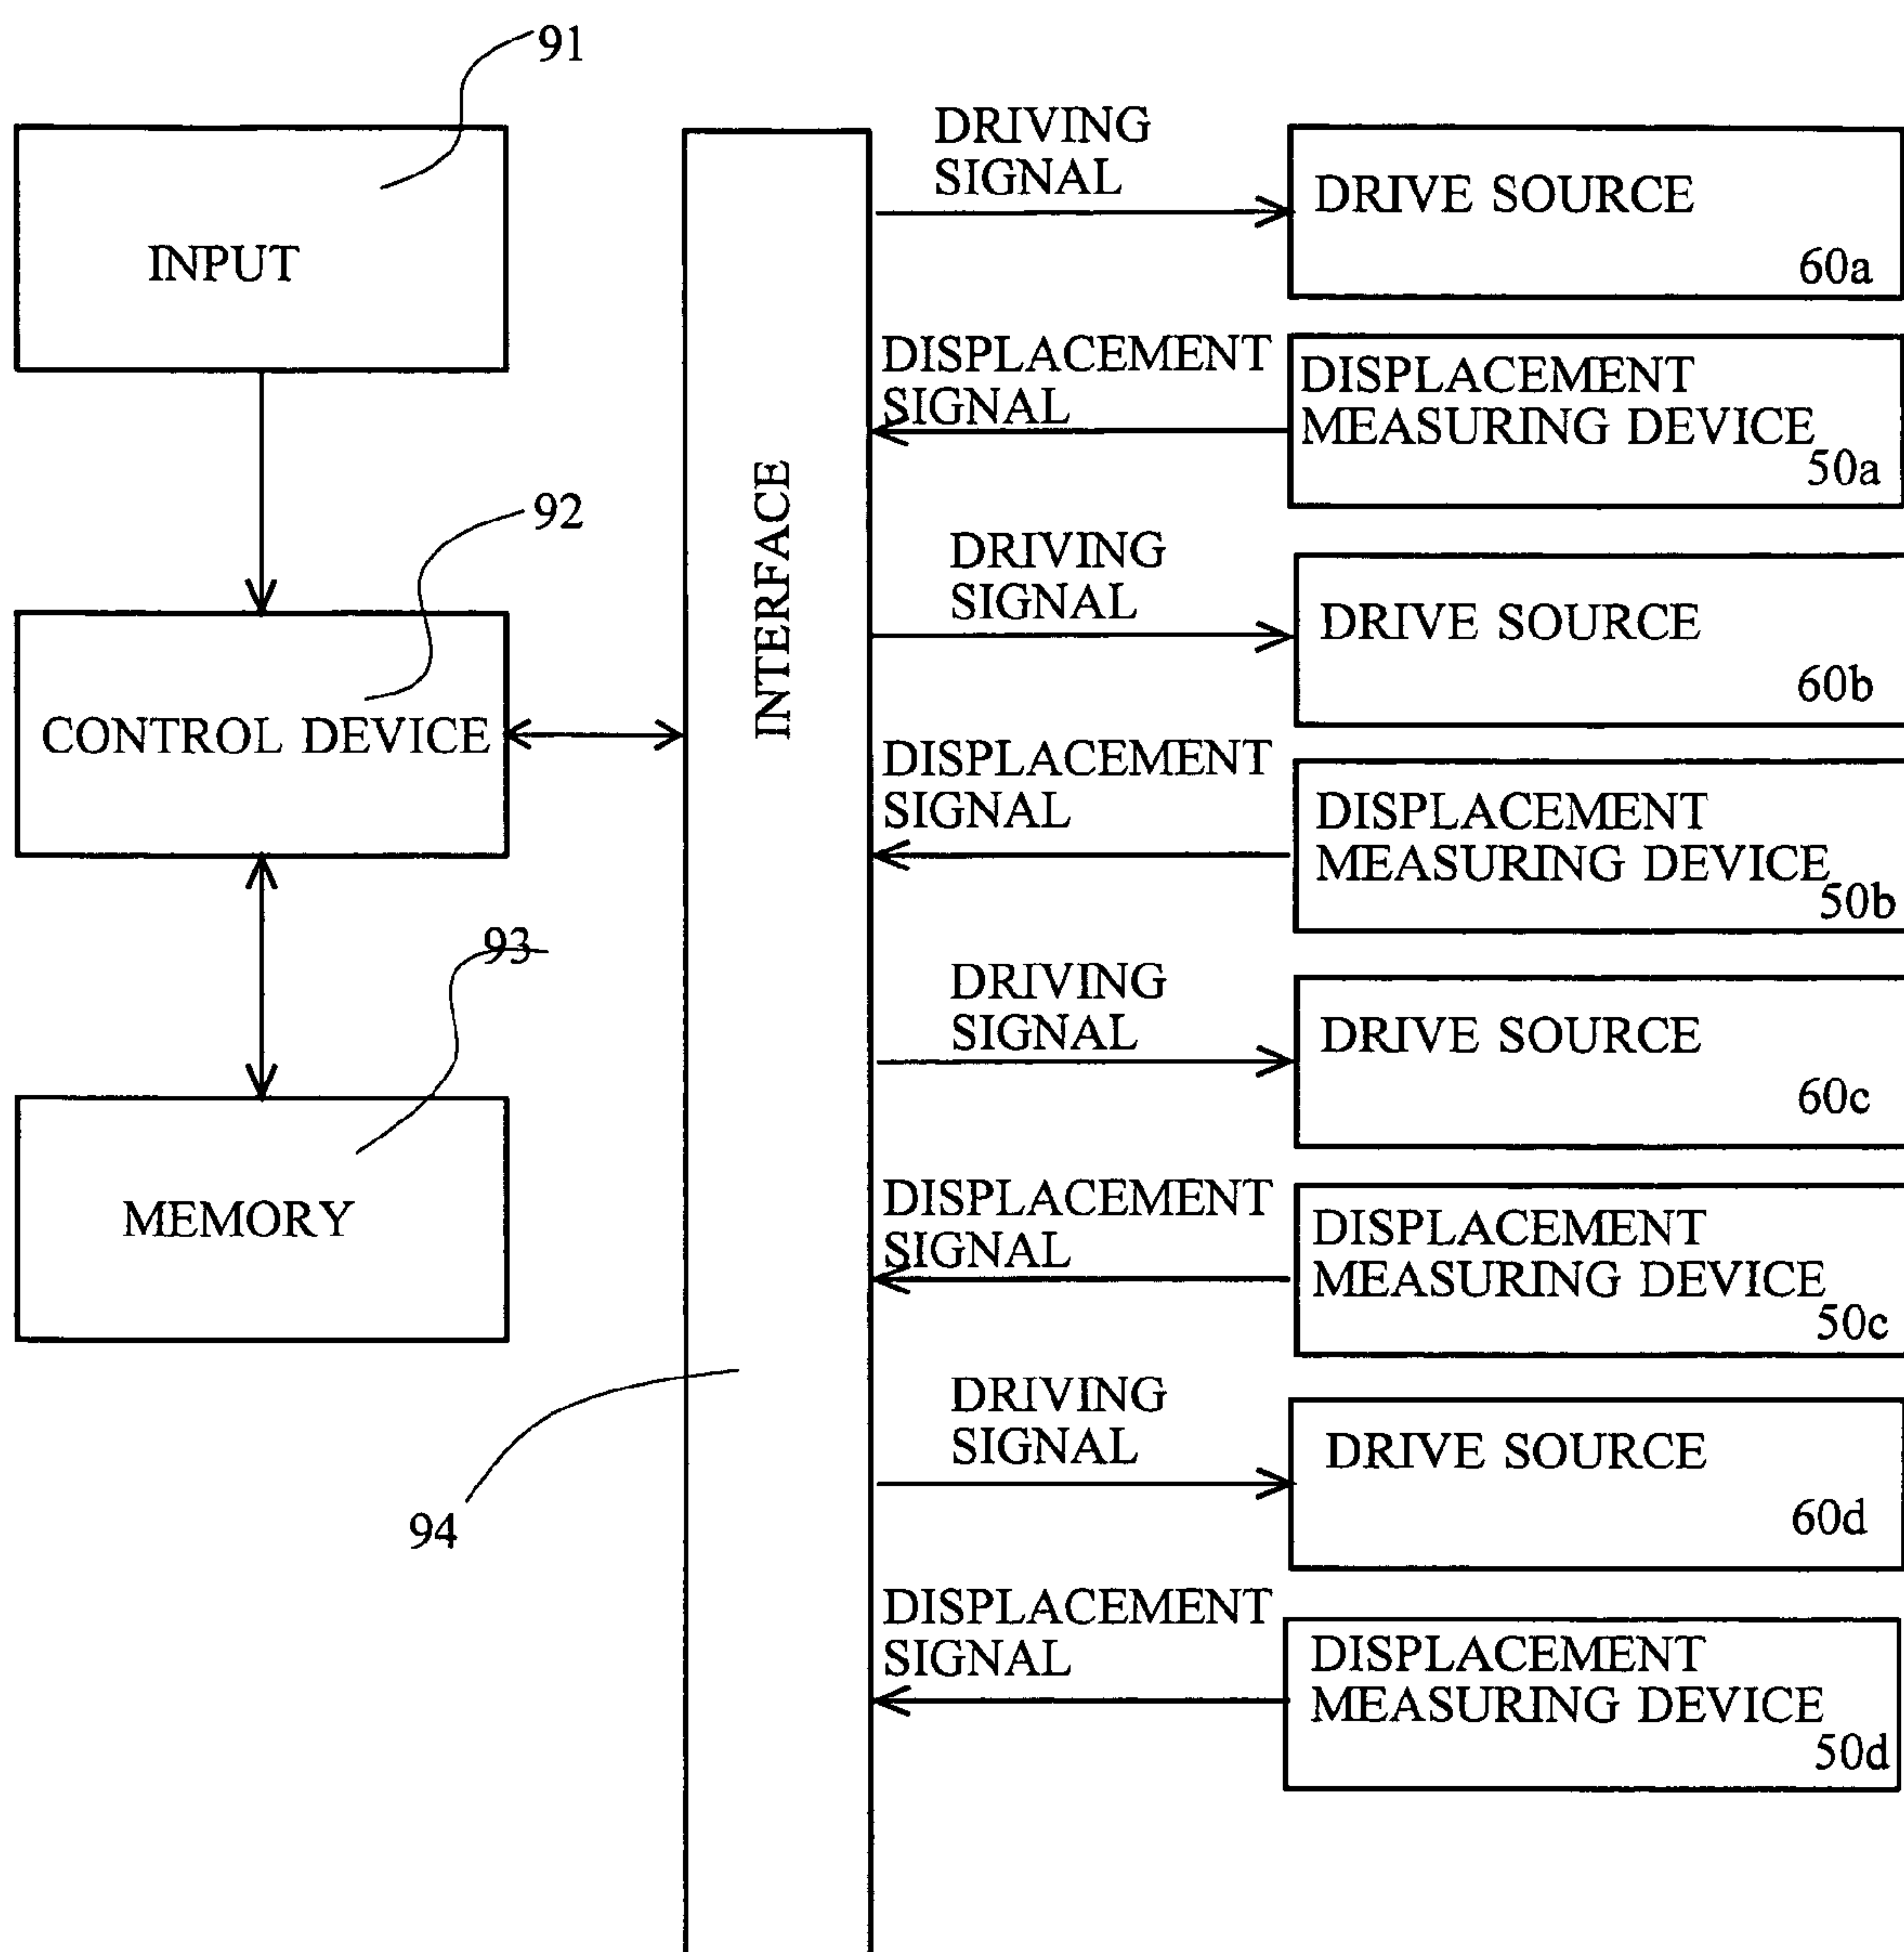 91
INPUT
92
CONTROL DEVICE
93
MEMORY
94
INTERFACE
DRIVING
SIGNAL
DRIVE SOURCE
60a
DISPLACEMENT
SIGNAL
DISPLACEMENT
MEASURING DEVICE
50a
DRIVING
SIGNAL
DRIVE SOURCE
60b
DISPLACEMENT
SIGNAL
DISPLACEMENT
MEASURING DEVICE
50b
DRIVING
SIGNAL
DRIVE SOURCE
60c
DISPLACEMENT
SIGNAL
DISPLACEMENT
MEASURING DEVICE
50c
DRIVING
SIGNAL
DRIVE SOURCE
60d
DISPLACEMENT
SIGNAL
DISPLACEMENT
MEASURING DEVICE
50d